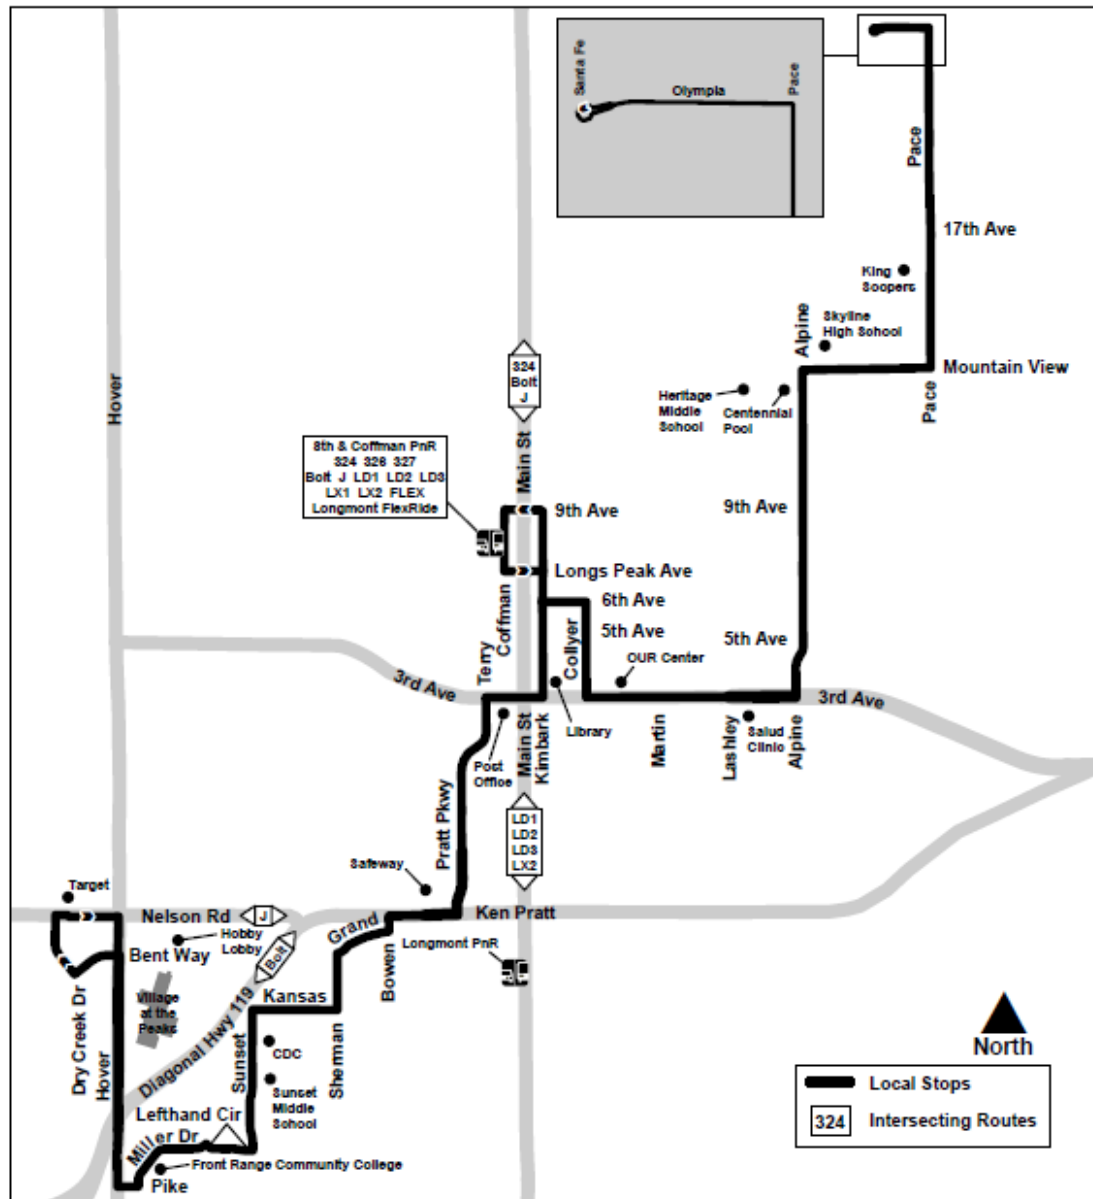 Santa Fe
Olympia
Pace
Pace
17th Ave
King
Soopers
Alpine
Skyline
High School
Mountain View
Pace
Hover
324
Bolt
J
Main St
Heritage
Middle
School
Centennial
Pool
8th & Coffman PnR
324 326 327
Bolt J LD1 LD2 LD3
LX1 LX2 FLEX
Longmont FlexRide
9th Ave
9th Ave
Longs Peak Ave
6th Ave
5th Ave
5th Ave
Coffman
Terry
Collyer
OUR Center
3rd Ave
3rd Ave
Library
Post
Office
Main St
Kimbark
Martin
Lashley
Salud
Clinic
Alpine
Pratt Pkwy
LD1
LD2
LD3
LX2
Safeway
Target
Nelson Rd
J
Grand
Ken Pratt
Hobby
Lobby
Bent Way
Bolt
Bowen
Longmont PnR
Village
at the
Peaks
Dry Creek Dr
Hover
Diagonal Hwy 119
Kansas
Sunset
Sherman
CDC
Sunset
Middle
School
Lefthand Cir
Miller Dr
Front Range Community College
Pike
North
Local Stops
324
Intersecting Routes